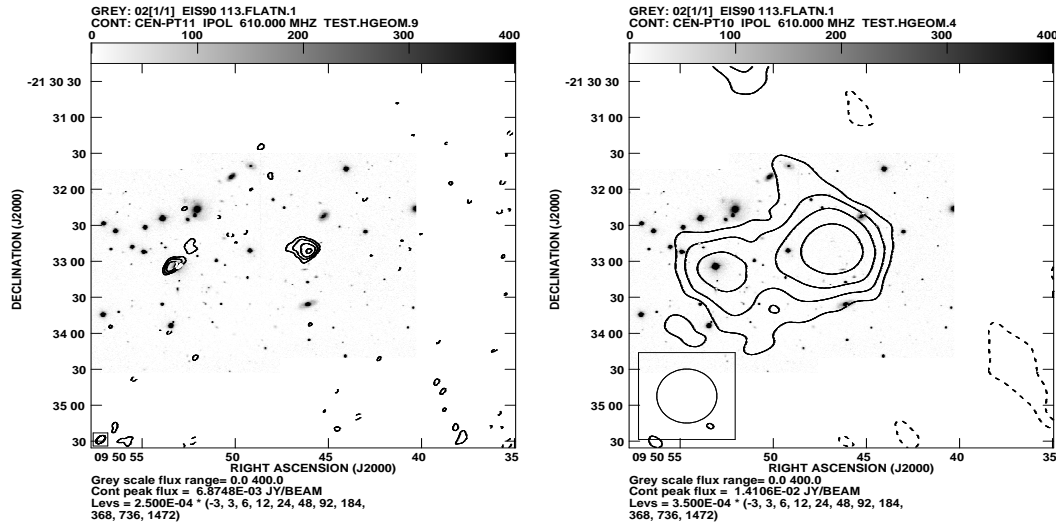 GREY: 02[1/1]  EIS90 113.FLATN.1
CONT: CEN-PT11  IPOL  610.000 MHZ  TEST.HGEOM.9
0 100 200 300 400
-21 30 30
31 00
30
32 00
30
33 00
30
34 00
30
35 00
30
DECLINATION (J2000)
09 50 55 50 45 40 35
RIGHT ASCENSION (J2000)
Grey scale flux range= 0.0 400.0
Cont peak flux =  6.8748E-03 JY/BEAM
Levs = 2.500E-04 * (-3, 3, 6, 12, 24, 48, 92, 184,
368, 736, 1472)
GREY: 02[1/1]  EIS90 113.FLATN.1
CONT: CEN-PT10  IPOL  610.000 MHZ  TEST.HGEOM.4
0 100 200 300 400
-21 30 30
31 00
30
32 00
30
33 00
30
34 00
30
35 00
30
DECLINATION (J2000)
09 50 55 50 45 40 35
RIGHT ASCENSION (J2000)
Grey scale flux range= 0.0 400.0
Cont peak flux =  1.4106E-02 JY/BEAM
Levs = 3.500E-04 * (-3, 3, 6, 12, 24, 48, 92, 184,
368, 736, 1472)